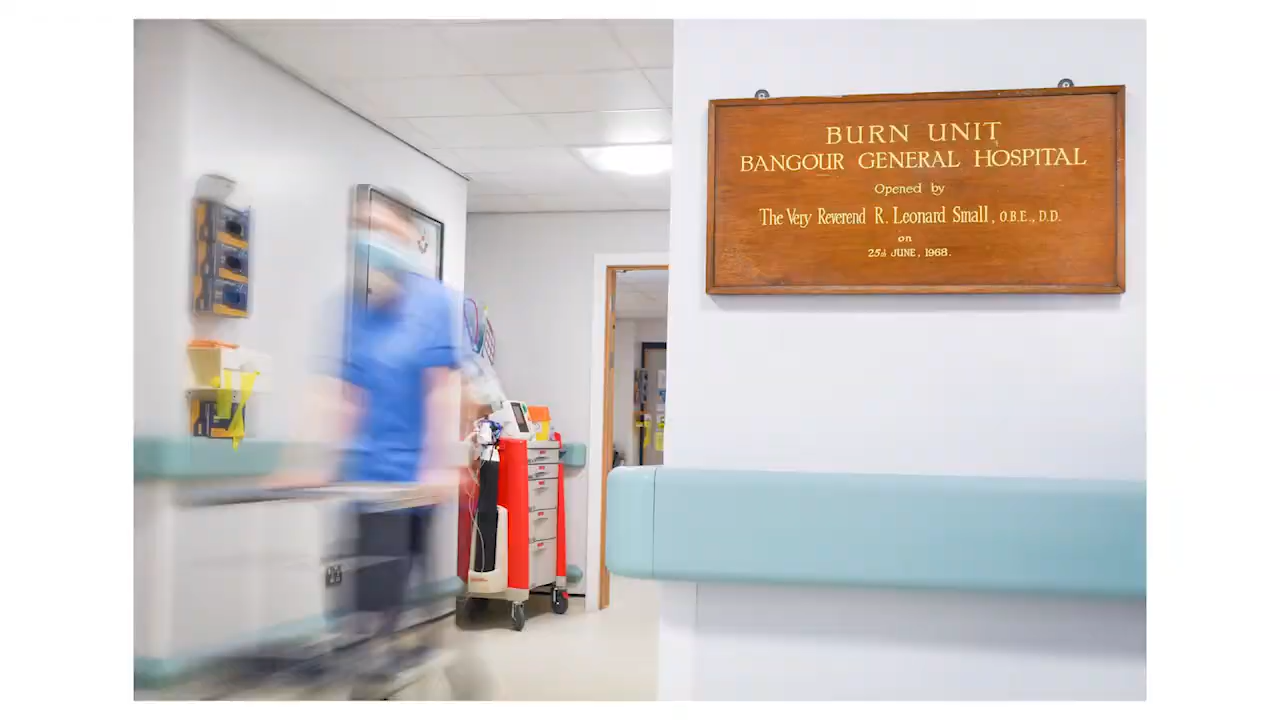 BURN UNIT
BANGOUR GENERAL HOSPITAL
Opened by
The Very Reverend R. Leonard Small, O.B.E., D.D.
on
25th JUNE, 1968.